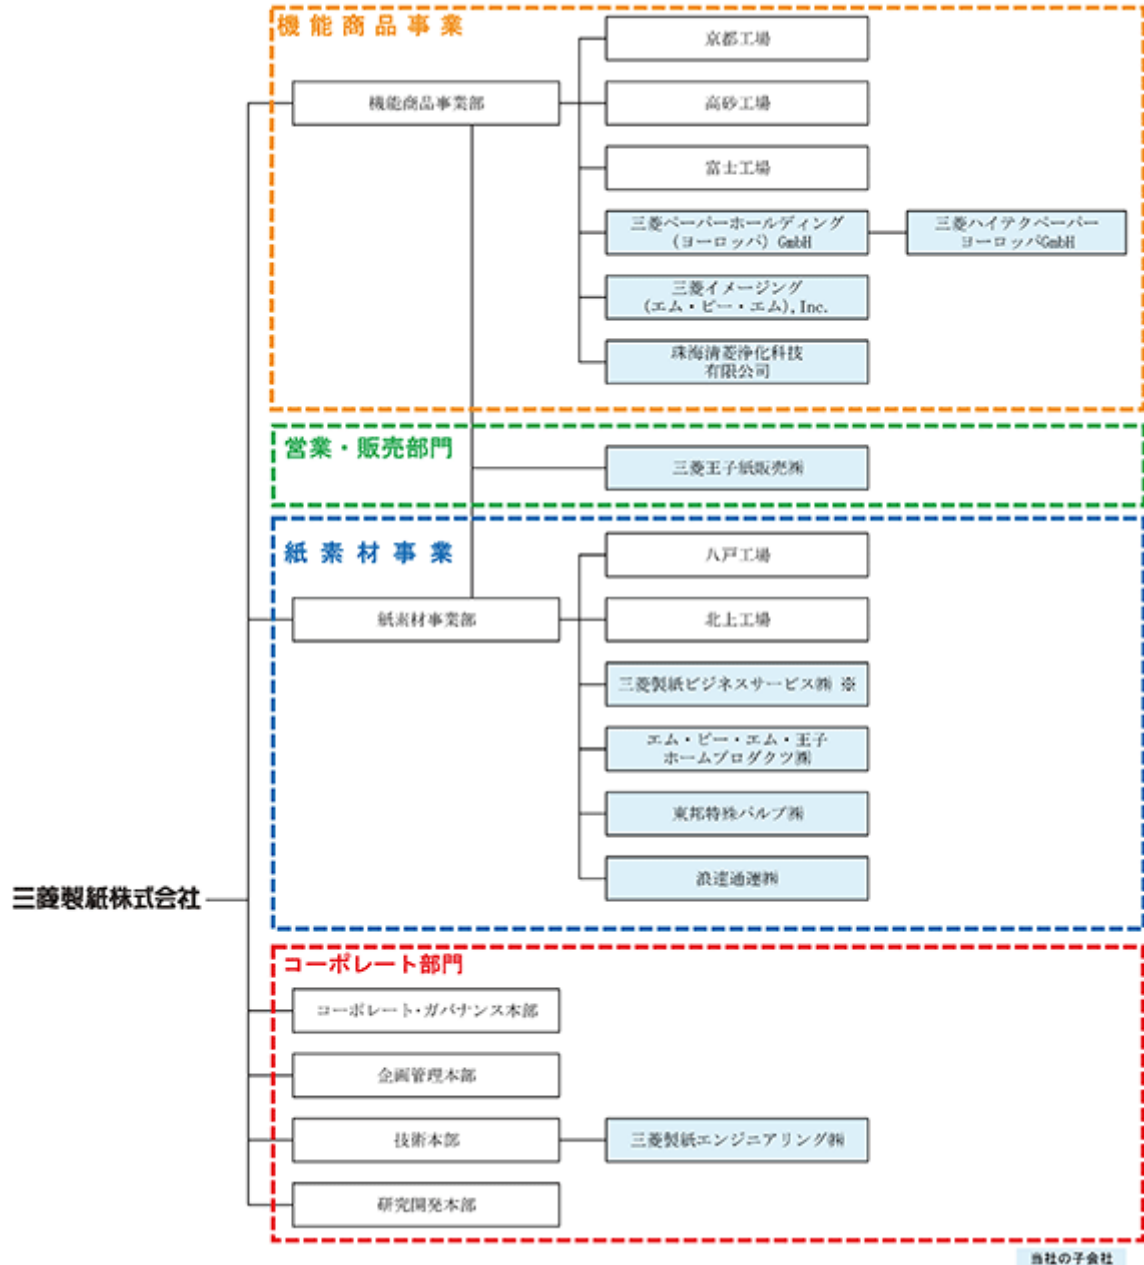 機能商品事業
京都工場
機能商品事業部
高砂工場
富士工場
三菱ペーパーホールディング
(ヨーロッパ) GmbH
三菱ハイテクペーパー
ヨーロッパGmbH
三菱イメージング
(エム・ピー・エム), Inc.
珠海清菱浄化科技
有限公司
営業・販売部門
三菱王子紙販売㈱
紙素材事業
八戸工場
紙素材事業部
北上工場
三菱製紙ビジネスサービス㈱ ※
エム・ピー・エム・王子
ホームプロダクツ㈱
東邦特殊パルプ㈱
浪速通運㈱
三菱製紙株式会社
コーポレート部門
コーポレート・ガバナンス本部
企画管理本部
技術本部
三菱製紙エンジニアリング㈱
研究開発本部
当社の子会社